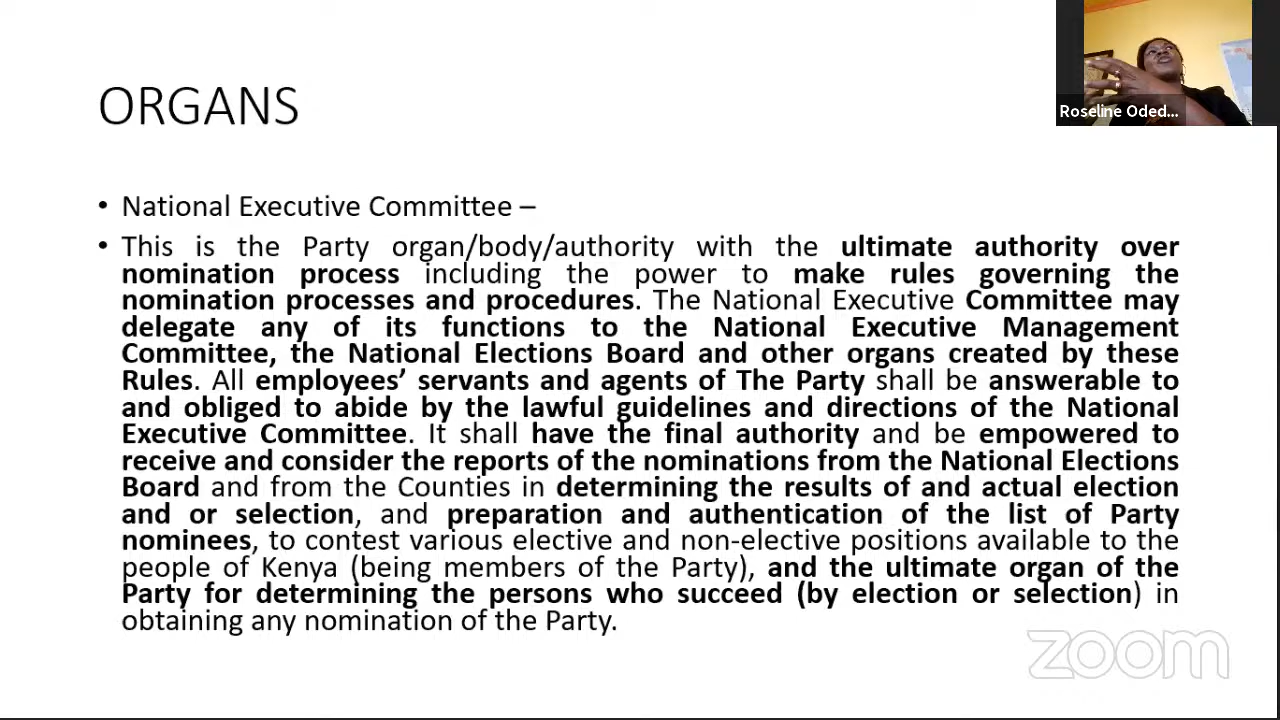 ORGANS
Roseline Oded...
• National Executive Committee –
• This is the Party organ/body/authority with the ultimate authority over
nomination process including the power to make rules governing the
nomination processes and procedures. The National Executive Committee may
delegate any of its functions to the National Executive Management
Committee, the National Elections Board and other organs created by these
Rules. All employees’ servants and agents of The Party shall be answerable to
and obliged to abide by the lawful guidelines and directions of the National
Executive Committee. It shall have the final authority and be empowered to
receive and consider the reports of the nominations from the National Elections
Board and from the Counties in determining the results of and actual election
and or selection, and preparation and authentication of the list of Party
nominees, to contest various elective and non-elective positions available to the
people of Kenya (being members of the Party), and the ultimate organ of the
Party for determining the persons who succeed (by election or selection) in
obtaining any nomination of the Party.
zoom